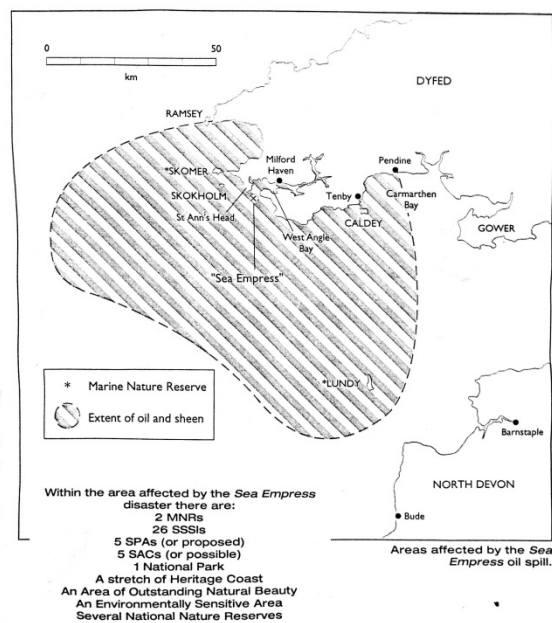 0 50
km
DYFED
RAMSEY
*SKOMER
Milford
Haven
Pendine
SKOKHOLM
Tenby
Carmarthen
Bay
St Ann's Head
CALDEY
GOWER
West Angle
Bay
"Sea Empress"
* Marine Nature Reserve
*LUNDY
Extent of oil and sheen
Barnstaple
NORTH DEVON
Bude
Within the area affected by the Sea Empress
disaster there are:
2 MNRs
26 SSSIs
5 SPAs (or proposed)
5 SACs (or possible)
1 National Park
A stretch of Heritage Coast
An Area of Outstanding Natural Beauty
An Environmentally Sensitive Area
Several National Nature Reserves
Areas affected by the Sea
Empress oil spill.